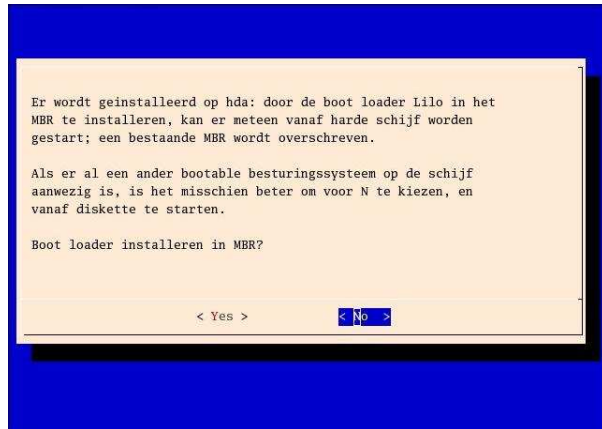 Er wordt geinstalleerd op hda: door de boot loader Lilo in het
MBR te installeren, kan er meteen vanaf harde schijf worden
gestart; een bestaande MBR wordt overschreven.
Als er al een ander bootable besturingssysteem op de schijf
aanwezig is, is het misschien beter om voor N te kiezen, en
vanaf diskette te starten.
Boot loader installeren in MBR?
< Yes > < No >